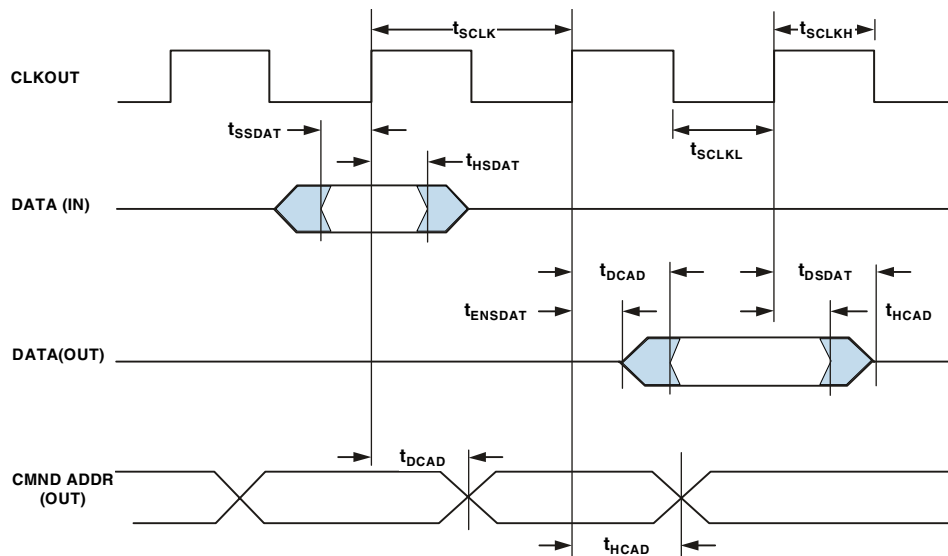 tSCLK
tSCLKH
CLKOUT
tSSDAT
tHSDAT
tSCLKL
DATA (IN)
tDCAD
tDSDAT
tENSDAT
tHCAD
DATA(OUT)
tDCAD
CMND ADDR
(OUT)
tHCAD